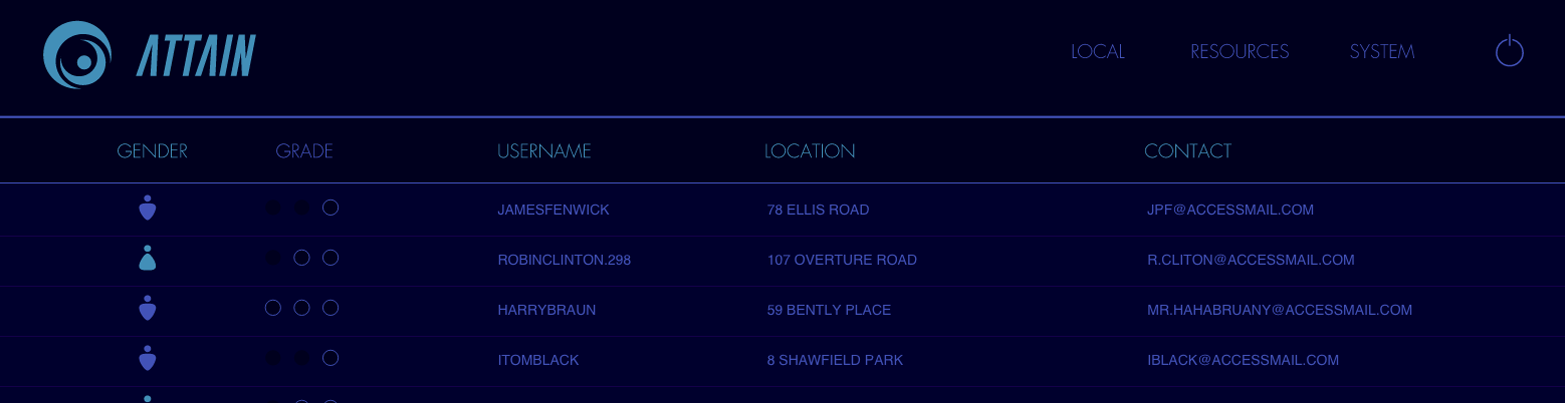 ATTAIN LOCAL RESOURCES SYSTEM
GENDER GRADE USERNAME LOCATION CONTACT
JAMESFENWICK 78 ELLIS ROAD JPF@ACCESSMAIL.COM
ROBINCLINTON.298 107 OVERTURE ROAD R.CLITON@ACCESSMAIL.COM
HARRYBRAUN 59 BENTLY PLACE MR.HAHABRUANY@ACCESSMAIL.COM
ITOMBLACK 8 SHAWFIELD PARK IBLACK@ACCESSMAIL.COM